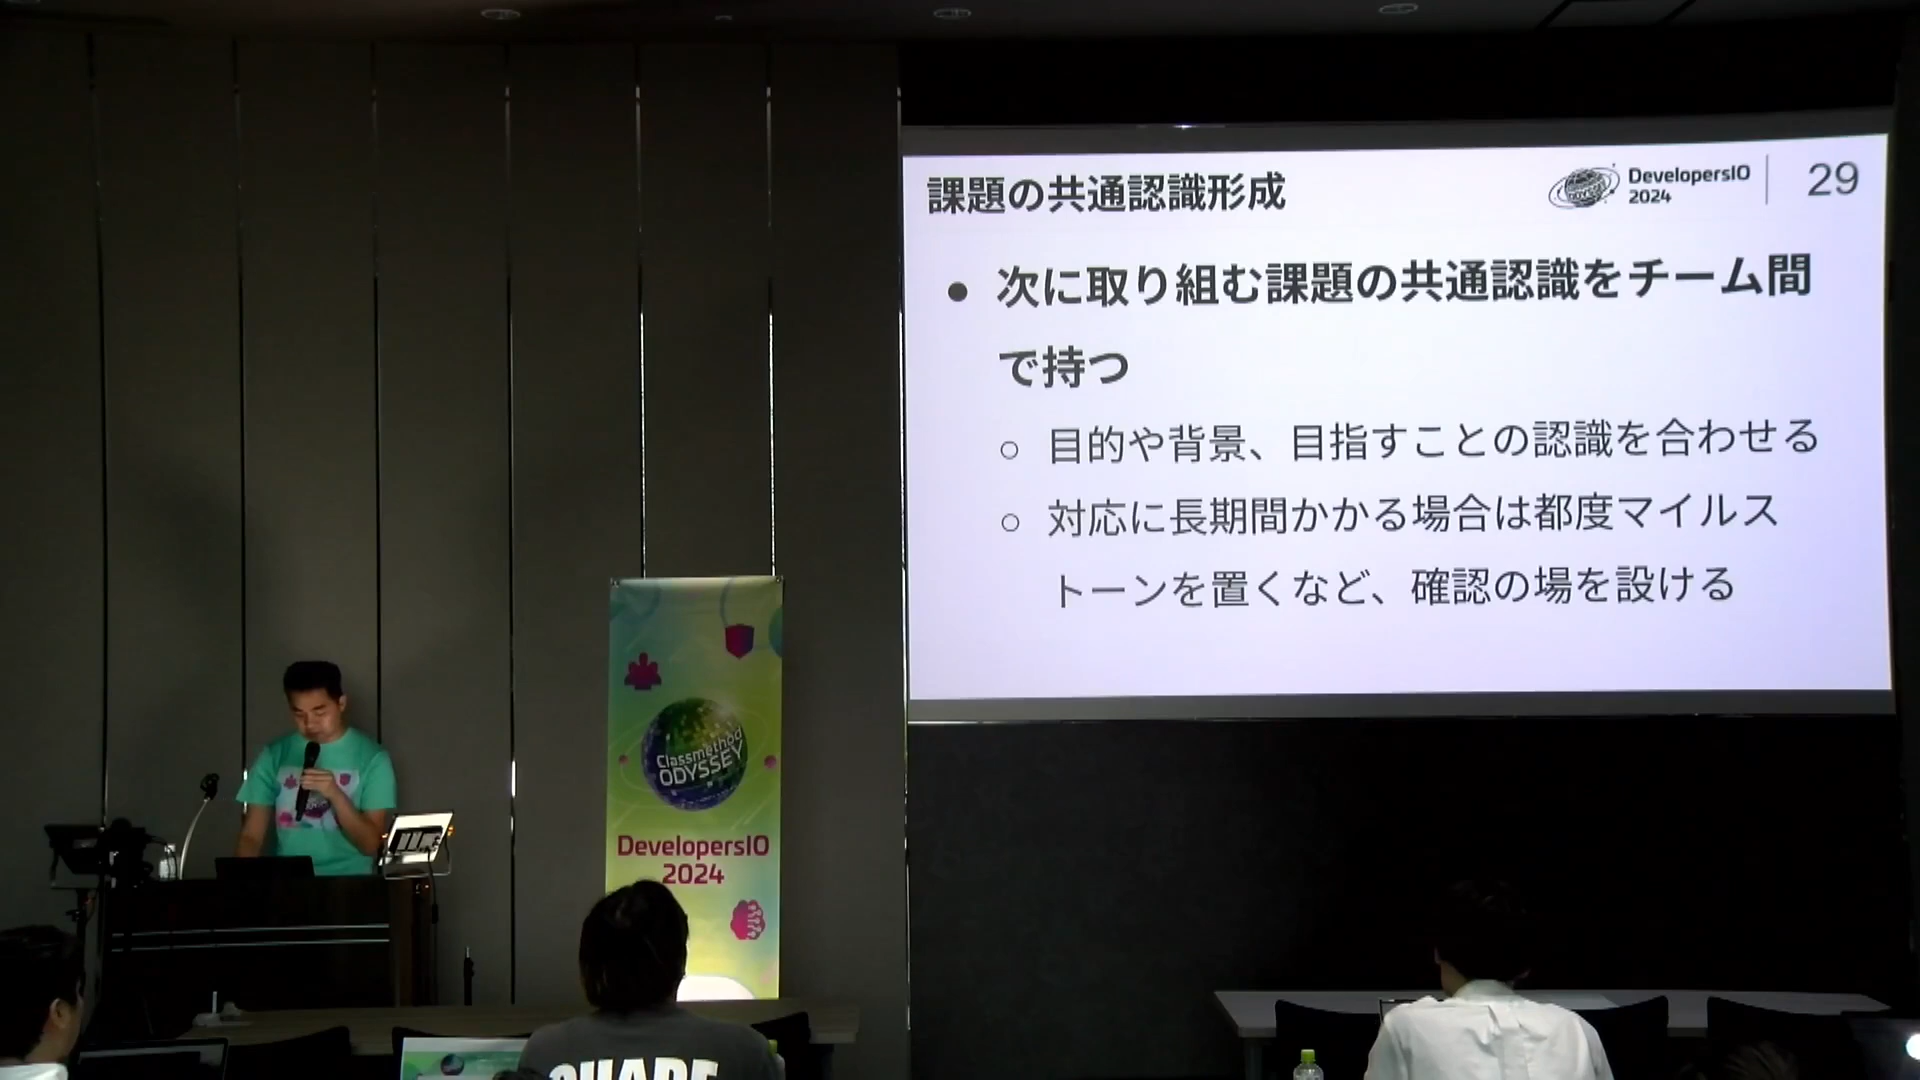 課題の共通認識形成
DevelopersIO
2024
29
● 次に取り組む課題の共通認識をチーム間
で持つ
○ 目的や背景、目指すことの認識を合わせる
○ 対応に長期間かかる場合は都度マイルス
トーンを置くなど、確認の場を設ける
Classmethod
ODYSSEY
DevelopersIO
2024